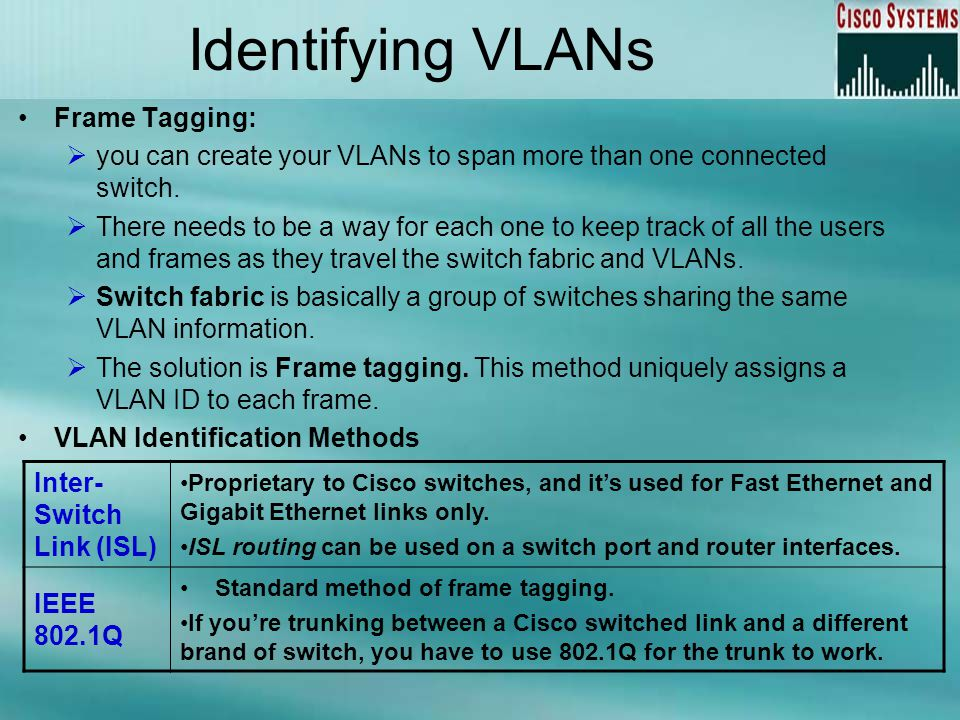 Identifying VLANs
CISCO SYSTEMS
• Frame Tagging:
➢ you can create your VLANs to span more than one connected
switch.
➢ There needs to be a way for each one to keep track of all the users
and frames as they travel the switch fabric and VLANs.
➢ Switch fabric is basically a group of switches sharing the same
VLAN information.
➢ The solution is Frame tagging. This method uniquely assigns a
VLAN ID to each frame.
• VLAN Identification Methods
Inter-
Switch
Link (ISL)
•Proprietary to Cisco switches, and it’s used for Fast Ethernet and
Gigabit Ethernet links only.
•ISL routing can be used on a switch port and router interfaces.
IEEE
802.1Q
• Standard method of frame tagging.
•If you’re trunking between a Cisco switched link and a different
brand of switch, you have to use 802.1Q for the trunk to work.